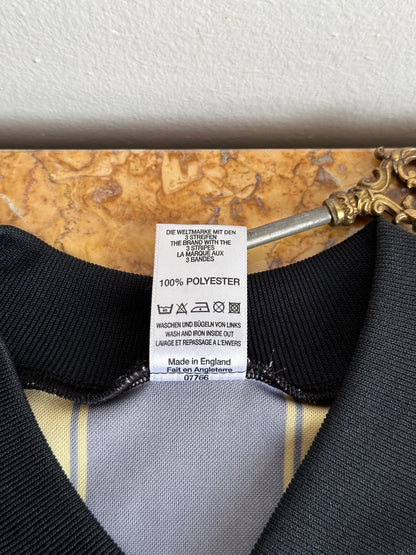 DIE WELTMARKE MIT DEN
3 STREIFEN
THE BRAND WITH THE
3 STRIPES
LA MARQUE AUX
3 BANDES
100% POLYESTER
WASCHEN UND BÜGELN VON LINKS
WASH AND IRON INSIDE OUT
LAVAGE ET REPASSAGE A L'ENVERS
Made in England
Fait en Angleterre
07766